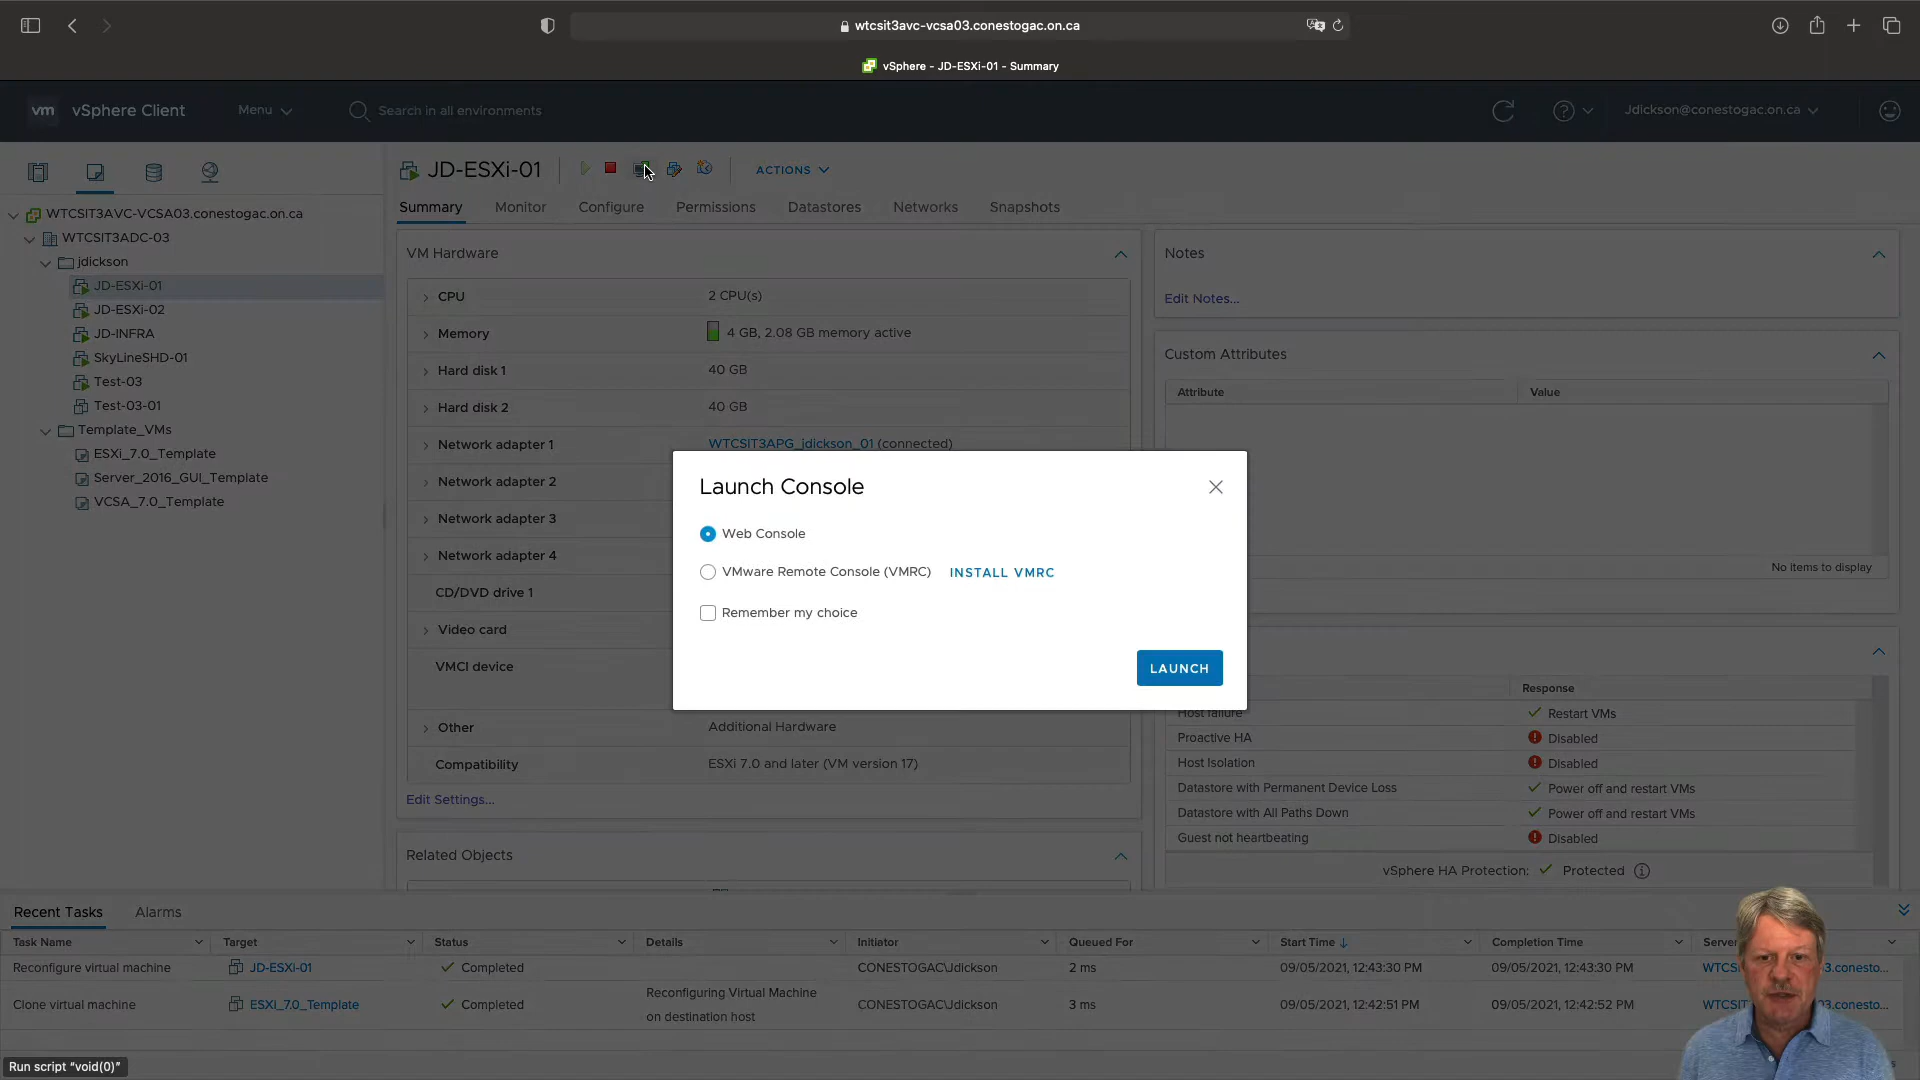 wtcsit3avc-vcsa03.conestogac.on.ca
vSphere - JD-ESXi-01 - Summary
vm vSphere Client Menu Search in all environments Jdickson@conestogac.on.ca
JD-ESXi-01 ACTIONS
Summary Monitor Configure Permissions Datastores Networks Snapshots
WTCSIT3AVC-VCSA03.conestogac.on.ca
WTCSIT3ADC-03
jdickson
JD-ESXi-01
JD-ESXi-02
JD-INFRA
SkyLineSHD-01
Test-03
Test-03-01
Template_VMs
ESXi_7.0_Template
Server_2016_GUI_Template
VCSA_7.0_Template
VM Hardware
CPU 2 CPU(s)
Memory 4 GB, 2.08 GB memory active
Hard disk 1 40 GB
Hard disk 2 40 GB
Network adapter 1 WTCSIT3APG_jdickson_01 (connected)
Network adapter 2
Network adapter 3
Network adapter 4
CD/DVD drive 1
Video card
VMCI device
Other Additional Hardware
Compatibility ESXi 7.0 and later (VM version 17)
Edit Settings...
Related Objects
Notes
Edit Notes...
Custom Attributes
Attribute Value
No items to display
Launch Console
Web Console
VMware Remote Console (VMRC) INSTALL VMRC
Remember my choice
LAUNCH
Response
Host failure Restart VMs
Proactive HA Disabled
Host Isolation Disabled
Datastore with Permanent Device Loss Power off and restart VMs
Datastore with All Paths Down Power off and restart VMs
Guest not heartbeating Disabled
vSphere HA Protection: Protected
Recent Tasks Alarms
Task Name Target Status Details Initiator Queued For Start Time Completion Time Server
Reconfigure virtual machine JD-ESXi-01 Completed CONESTOGAC\Jdickson 2 ms 09/05/2021, 12:43:30 PM 09/05/2021, 12:43:30 PM
Clone virtual machine ESXi_7.0_Template Completed Reconfiguring Virtual Machine on destination host CONESTOGAC\Jdickson 3 ms 09/05/2021, 12:42:51 PM 09/05/2021, 12:42:52 PM
Run script "void(0)"